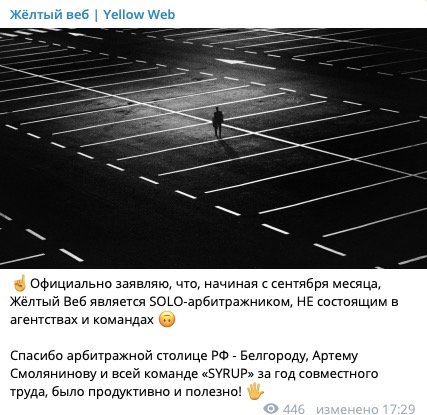 Жёлтый веб | Yellow Web
☝️Официально заявляю, что, начиная с сентября месяца,
Жёлтый Веб является SOLO-арбитражником, НЕ состоящим в
агентствах и командах 🙃
Спасибо арбитражной столице РФ - Белгороду, Артему
Смолянинову и всей команде «SYRUP» за год совместного
труда, было продуктивно и полезно! 🖐
446 изменено 17:29